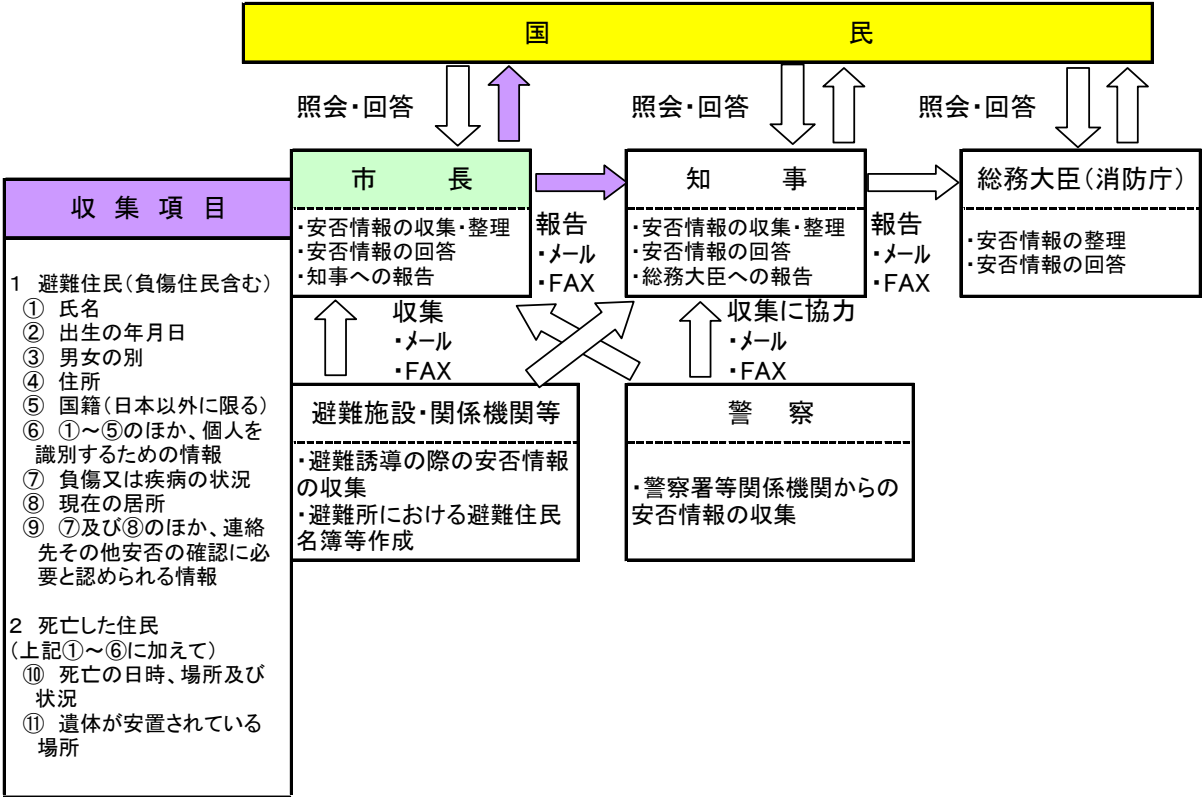 国　　　　民
照会・回答
照会・回答
照会・回答
市　　長
・安否情報の収集・整理
・安否情報の回答
・知事への報告
報告
・メール
・FAX
知　　事
・安否情報の収集・整理
・安否情報の回答
・総務大臣への報告
報告
・メール
・FAX
総務大臣（消防庁）
・安否情報の整理
・安否情報の回答
収集
・メール
・FAX
収集に協力
・メール
・FAX
避難施設・関係機関等
・避難誘導の際の安否情報
の収集
・避難所における避難住民
名簿等作成
警　察
・警察署等関係機関からの
安否情報の収集
収 集 項 目
1　避難住民（負傷住民含む）
①　氏名
②　出生の年月日
③　男女の別
④　住所
⑤　国籍（日本以外に限る）
⑥　①～⑤のほか、個人を
識別するための情報
⑦　負傷又は疾病の状況
⑧　現在の居所
⑨　⑦及び⑧のほか、連絡
先その他安否の確認に必
要と認められる情報
2　死亡した住民
（上記①～⑥に加えて）
⑩　死亡の日時、場所及び
状況
⑪　遺体が安置されている
場所